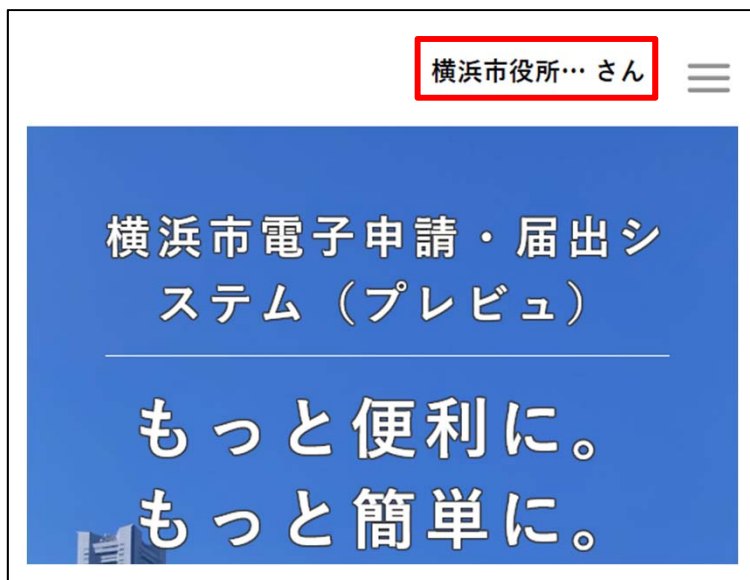 横浜市役所… さん
横浜市電子申請・届出シ
ステム（プレビュ）
もっと便利に。
もっと簡単に。